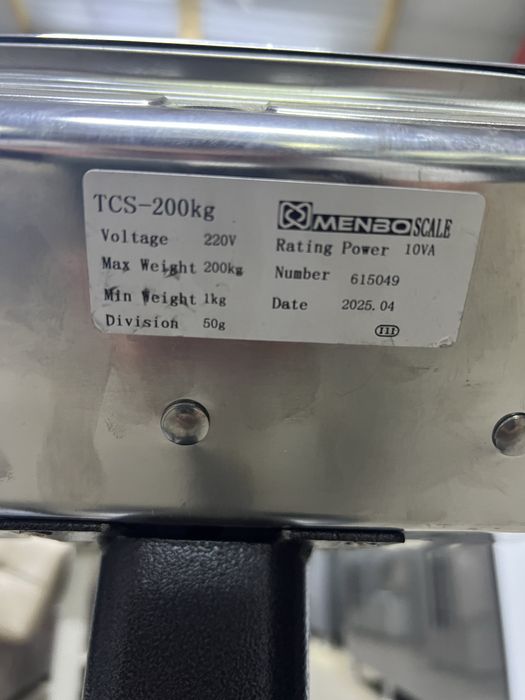 TCS-200kg
MENBO SCALE
Voltage 220V
Rating Power 10VA
Max Weight 200kg
Number 615049
Min Weight 1kg
Date 2025.04
Division 50g
III